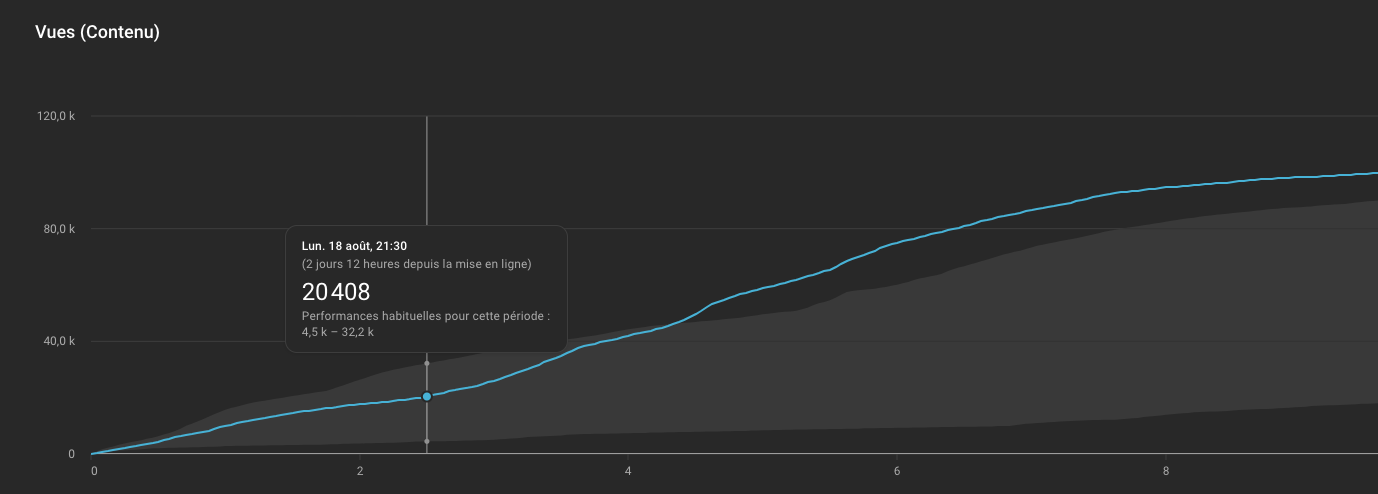 Vues (Contenu)
120,0 k
80,0 k
40,0 k
0
Lun. 18 août, 21:30
(2 jours 12 heures depuis la mise en ligne)
20 408
Performances habituelles pour cette période :
4,5 k – 32,2 k
0 2 4 6 8